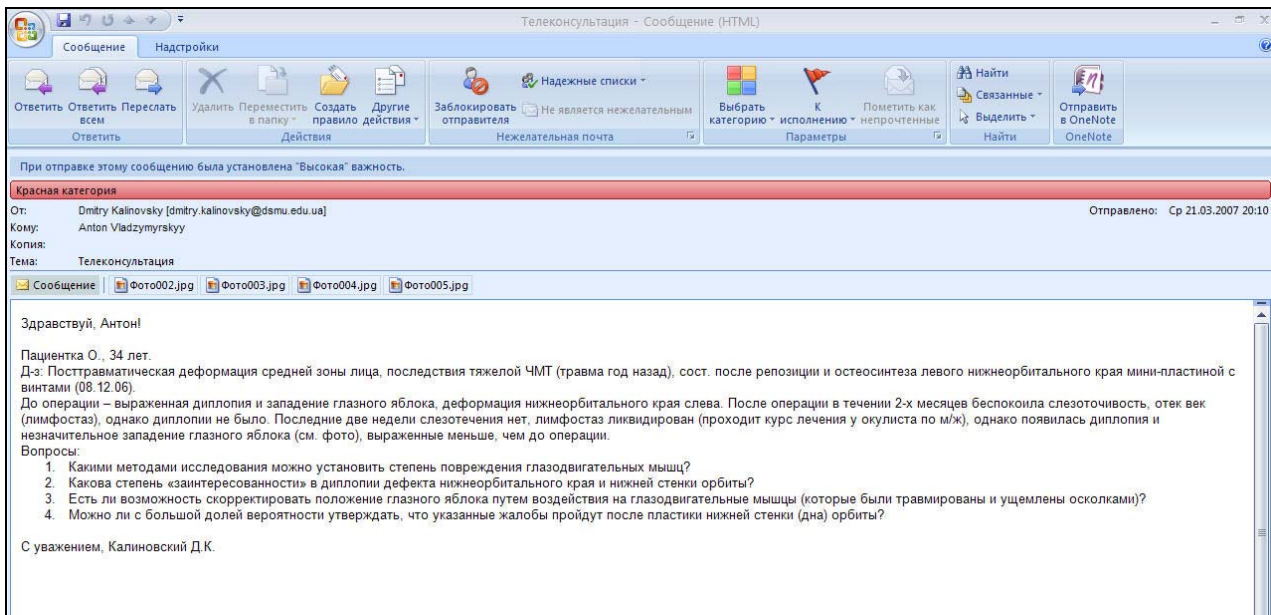 Телеконсультация - Сообщение (HTML)
Сообщение Надстройки
Ответить Ответить всем Переслать
Ответить
Удалить Переместить в папку Создать правило Другие действия
Действия
Заблокировать отправителя Надежные списки Не является нежелательным
Нежелательная почта
Выбрать категорию К исполнению Пометить как непрочтенные
Параметры
Найти Связанные Выделить
Найти
Отправить в OneNote
OneNote
При отправке этому сообщению была установлена "Высокая" важность.
Красная категория
От: Dmitry Kalinovsky [dmitry.kalinovsky@dsmu.edu.ua] Отправлено: Ср 21.03.2007 20:10
Кому: Anton Vladzymyrskyy
Копия:
Тема: Телеконсультация
Сообщение Фото002.jpg Фото003.jpg Фото004.jpg Фото005.jpg
Здравствуй, Антон!
Пациентка О., 34 лет.
Д-з: Посттравматическая деформация средней зоны лица, последствия тяжелой ЧМТ (травма год назад), сост. после репозиции и остеосинтеза левого нижнеорбитального края мини-пластиной с
винтами (08.12.06).
До операции – выраженная диплопия и западение глазного яблока, деформация нижнеорбитального края слева. После операции в течении 2-х месяцев беспокоила слезоточивость, отек век
(лимфостаз), однако диплопии не было. Последние две недели слезотечения нет, лимфостаз ликвидирован (проходит курс лечения у окулиста по м/ж), однако появилась диплопия и
незначительное западение глазного яблока (см. фото), выраженные меньше, чем до операции.
Вопросы:
1. Какими методами исследования можно установить степень повреждения глазодвигательных мышц?
2. Какова степень «заинтересованности» в диплопии дефекта нижнеорбитального края и нижней стенки орбиты?
3. Есть ли возможность скорректировать положение глазного яблока путем воздействия на глазодвигательные мышцы (которые были травмированы и ущемлены осколками)?
4. Можно ли с большой долей вероятности утверждать, что указанные жалобы пройдут после пластики нижней стенки (дна) орбиты?
С уважением, Калиновский Д.К.